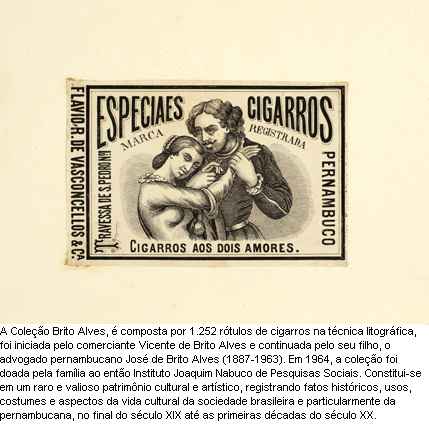 FLAVIO R. DE VASCONCELLOS & Cª
TRAVESSA DE S. PEDRO Nº
ESPECIAES CIGARROS
MARCA REGISTRADA
PERNAMBUCO
CIGARROS AOS DOIS AMORES.
A Coleção Brito Alves, é composta por 1.252 rótulos de cigarros na técnica litográfica,
foi iniciada pelo comerciante Vicente de Brito Alves e continuada pelo seu filho, o
advogado pernambucano José de Brito Alves (1887-1963). Em 1964, a coleção foi
doada pela família ao então Instituto Joaquim Nabuco de Pesquisas Sociais. Constitui-se
em um raro e valioso patrimônio cultural e artístico, registrando fatos históricos, usos,
costumes e aspectos da vida cultural da sociedade brasileira e particularmente da
pernambucana, no final do século XIX até as primeiras décadas do século XX.